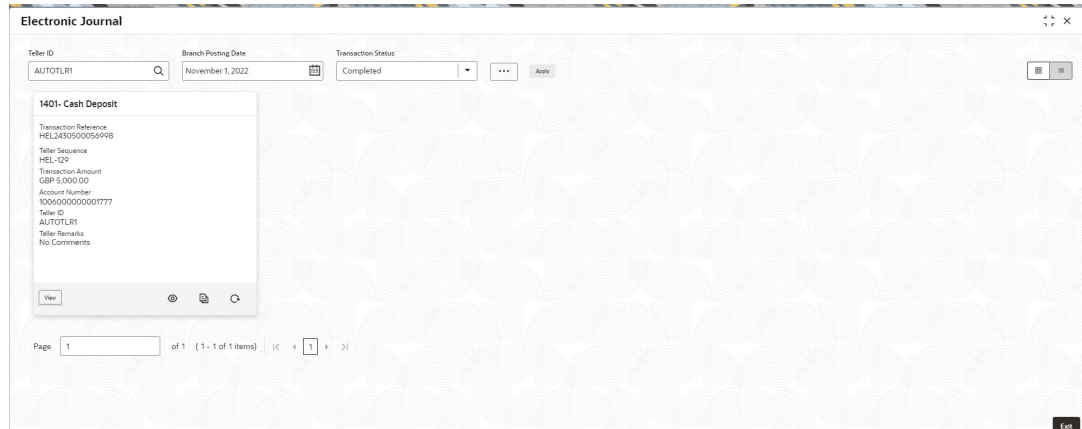 Electronic Journal
Teller ID
Branch Posting Date
Transaction Status
AUTOTLR1
November 1, 2022
Completed
...
Apply
1401- Cash Deposit
Transaction Reference
HEL2430500056998
Teller Sequence
HEL-129
Transaction Amount
GBP 5,000.00
Account Number
1006000000001777
Teller ID
AUTOTLR1
Teller Remarks
No Comments
View
Page 1 of 1 (1 - 1 of 1 items) 1
Exit